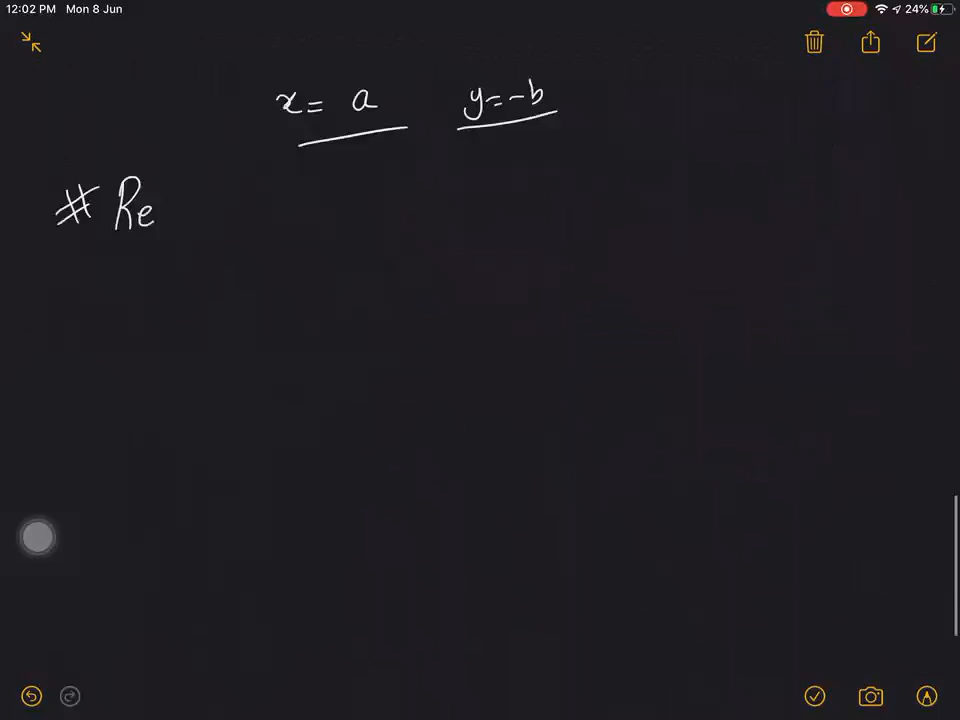 12:02 PM Mon 8 Jun 24%
x = a y = -b
# Re